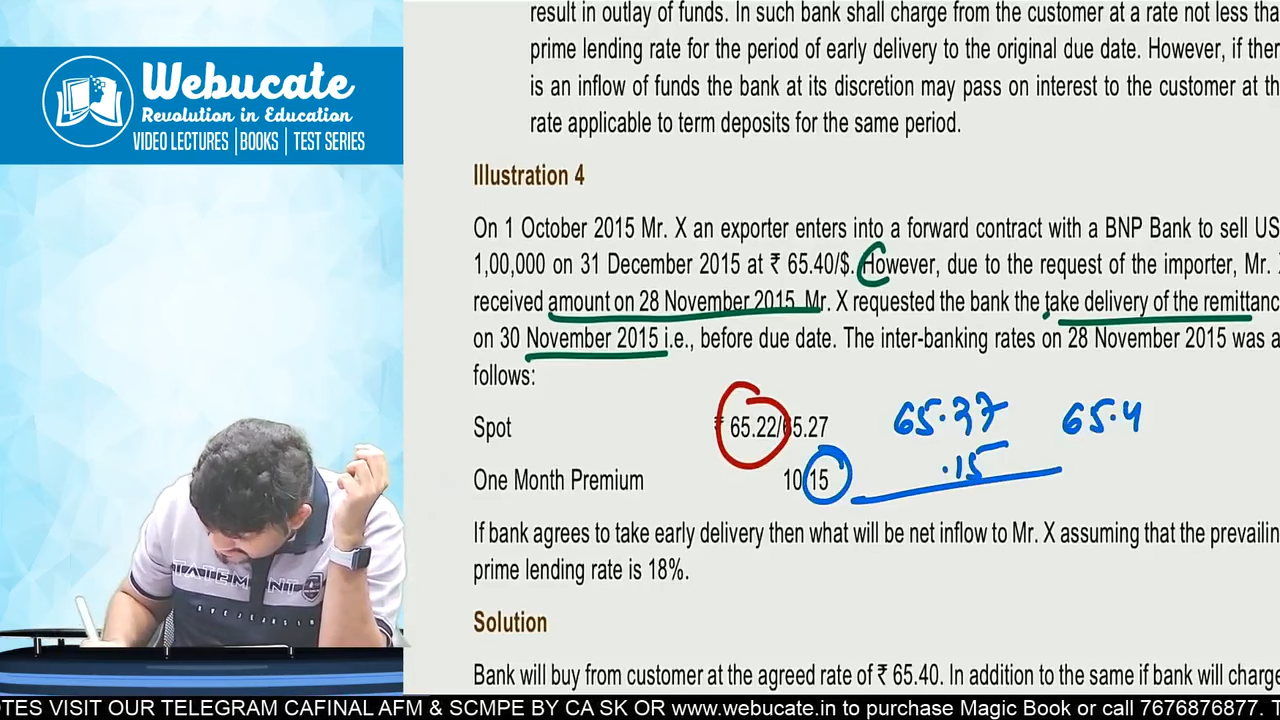 result in outlay of funds. In such bank shall charge from the customer at a rate not less tha
prime lending rate for the period of early delivery to the original due date. However, if ther
is an inflow of funds the bank at its discretion may pass on interest to the customer at th
rate applicable to term deposits for the same period.
Webucate
Revolution in Education
VIDEO LECTURES | BOOKS | TEST SERIES
Illustration 4
On 1 October 2015 Mr. X an exporter enters into a forward contract with a BNP Bank to sell US
1,00,000 on 31 December 2015 at ₹ 65.40/$. However, due to the request of the importer, Mr. X
received amount on 28 November 2015. Mr. X requested the bank the take delivery of the remittanc
on 30 November 2015 i.e., before due date. The inter-banking rates on 28 November 2015 was a
follows:
Spot ₹ 65.22/65.27 65.27 65.4
One Month Premium 10/15 .15
If bank agrees to take early delivery then what will be net inflow to Mr. X assuming that the prevailin
prime lending rate is 18%.
Solution
Bank will buy from customer at the agreed rate of ₹ 65.40. In addition to the same if bank will charge
OTES VISIT OUR TELEGRAM CAFINAL AFM & SCMPE BY CA SK OR www.webucate.in to purchase Magic Book or call 7676876877. T